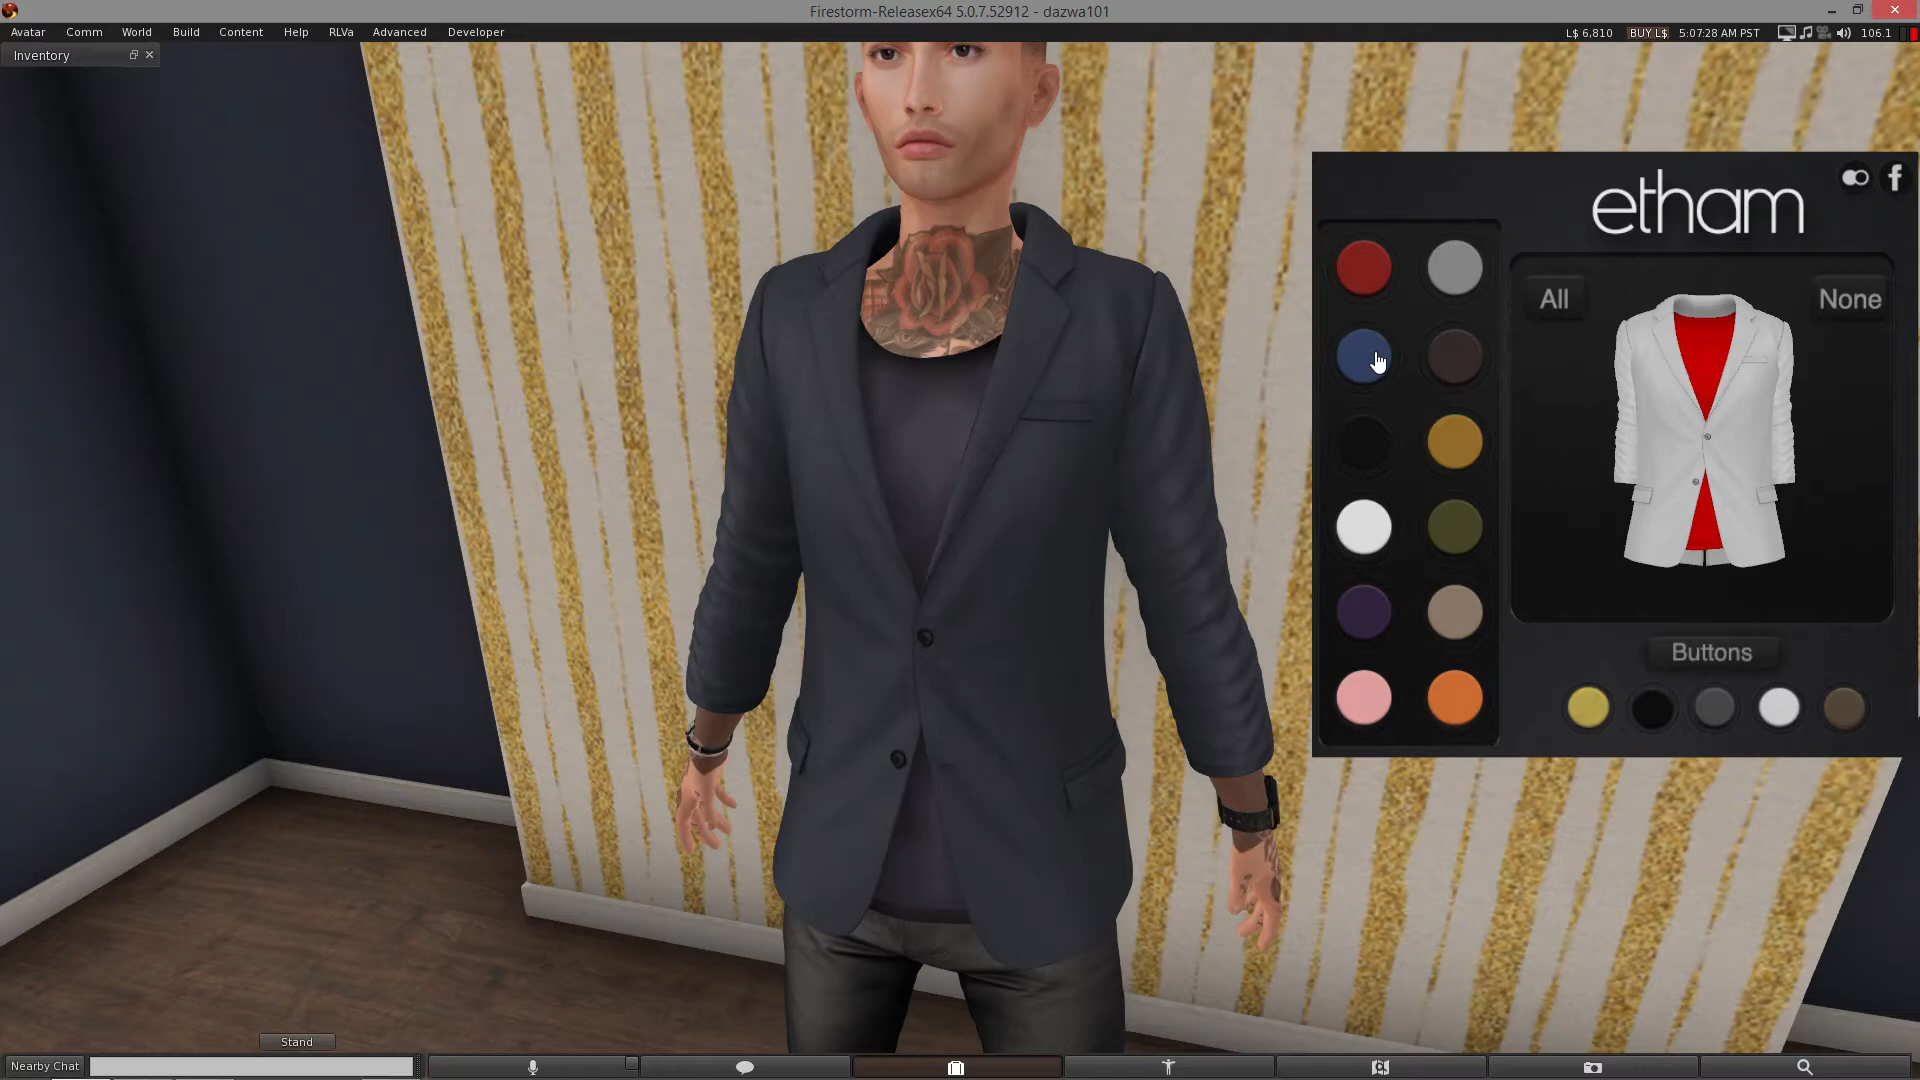 Firestorm-Releasex64 5.0.7.52912 - dazwa101
Avatar Comm World Build Content Help RLVa Advanced Developer
L$ 6,810 BUY L$ 5:07:28 AM PST 106.1
Inventory
etham
All
None
Buttons
Stand
Nearby Chat